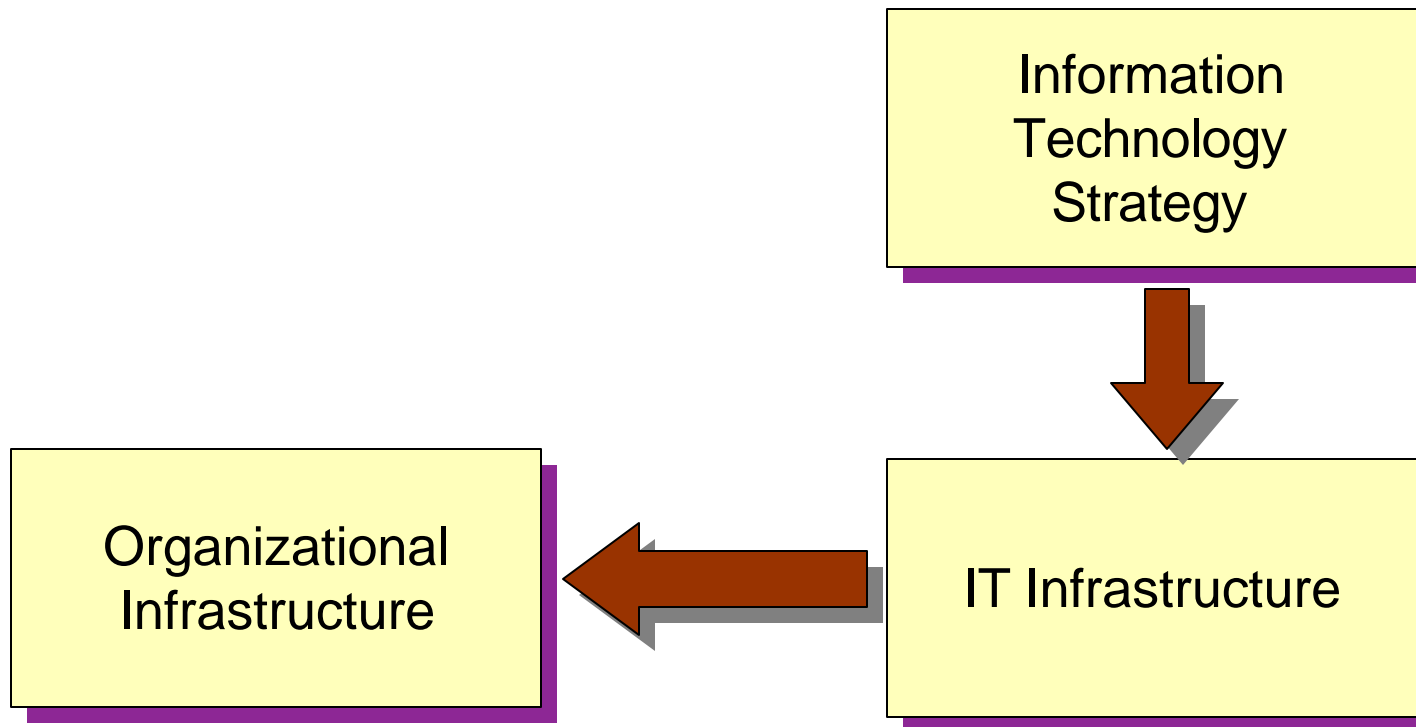 Information
Technology
Strategy
Organizational
Infrastructure
IT Infrastructure